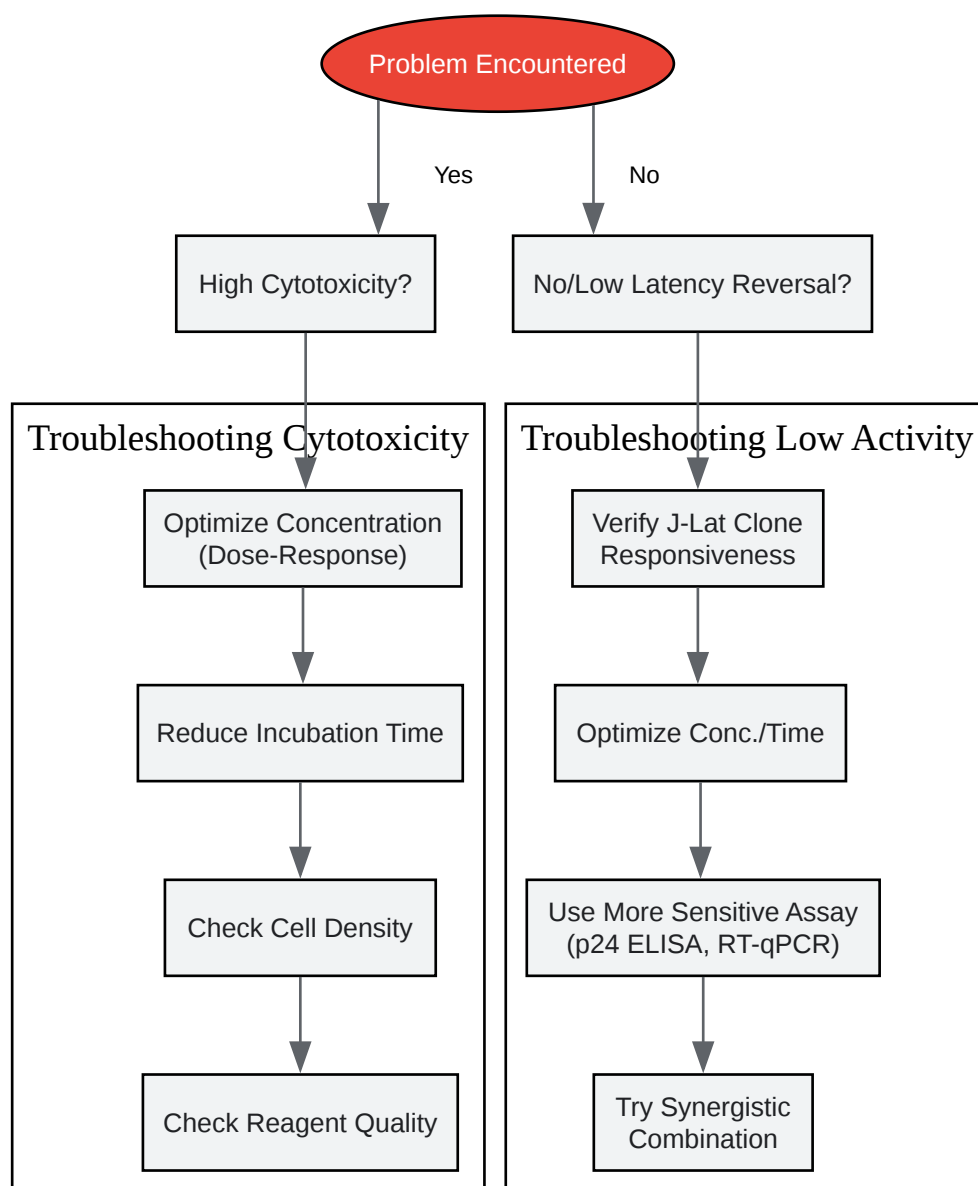 Problem Encountered
Yes
No
High Cytotoxicity?
No/Low Latency Reversal?
Troubleshooting Cytotoxicity
Troubleshooting Low Activity
Optimize Concentration
(Dose-Response)
Verify J-Lat Clone
Responsiveness
Reduce Incubation Time
Optimize Conc./Time
Check Cell Density
Use More Sensitive Assay
(p24 ELISA, RT-qPCR)
Check Reagent Quality
Try Synergistic
Combination